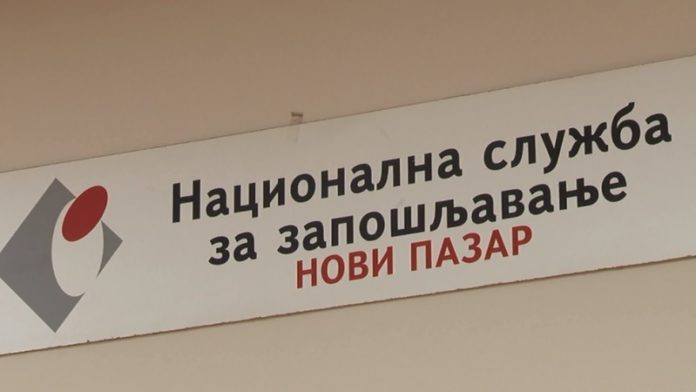 Национална служба
за запошљавање
НОВИ ПАЗАР